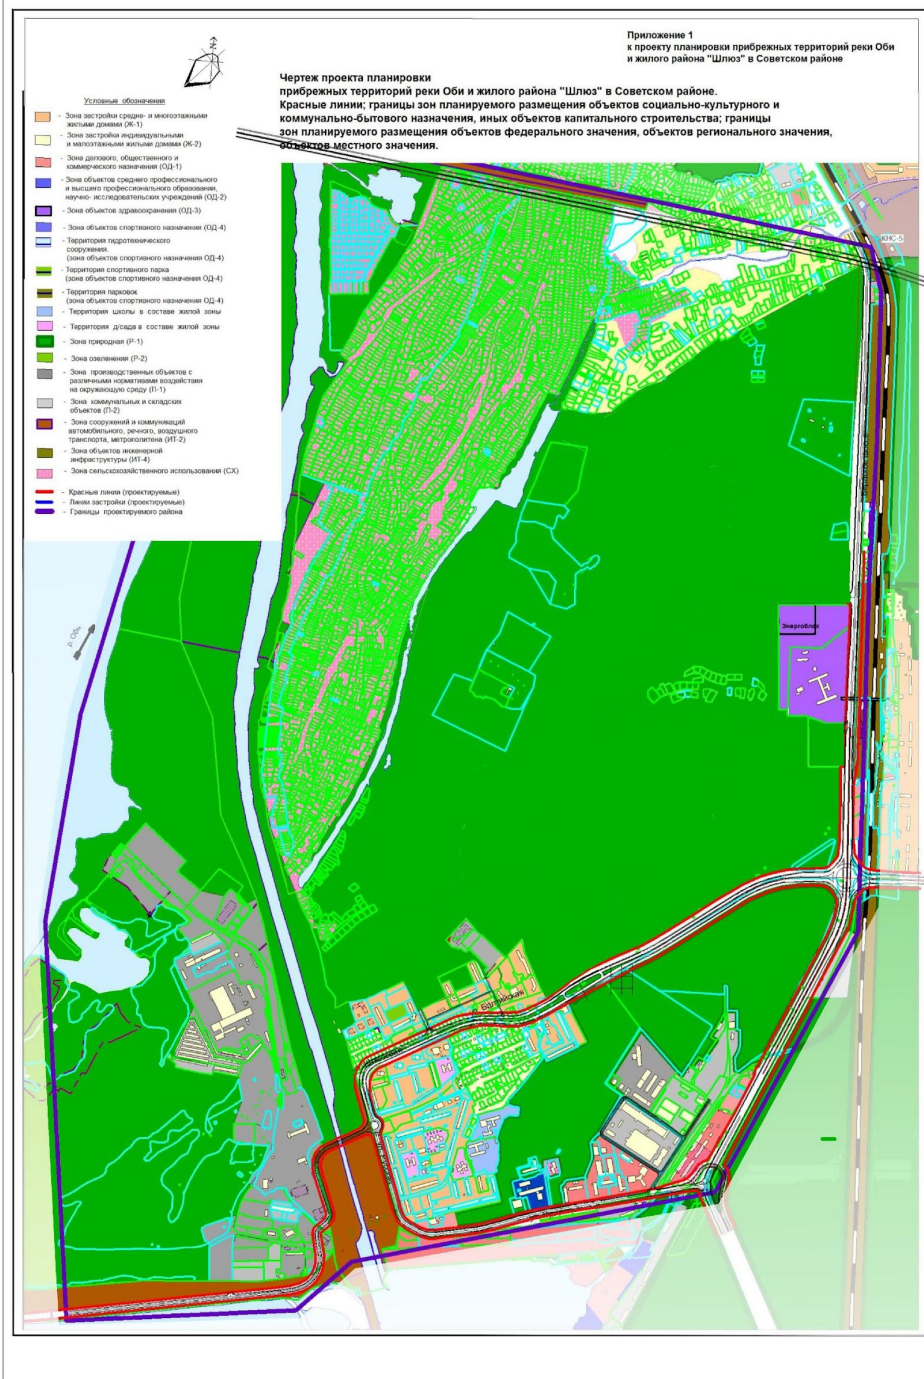 Приложение 1
к проекту планировки прибрежных территорий реки Оби
и жилого района "Шлюз" в Советском районе
Чертеж проекта планировки
прибрежных территорий реки Оби и жилого района "Шлюз" в Советском районе.
Красные линии; границы зон планируемого размещения объектов социально-культурного и
коммунально-бытового назначения, иных объектов капитального строительства; границы
зон планируемого размещения объектов федерального значения, объектов регионального значения,
объектов местного значения.
Условные обозначения
- Зона застройки средне- и многоэтажными
жилыми домами (Ж-1)
- Зона застройки индивидуальными
и малоэтажными жилыми домами (Ж-2)
- Зона делового, общественного и
коммерческого назначения (ОД-1)
- Зона объектов среднего профессионального
и высшего профессионального образования,
научно- исследовательских учреждений (ОД-2)
- Зона объектов здравоохранения (ОД-3)
- Зона объектов спортивного назначения (ОД-4)
- Территория гидротехнического
сооружения.
(зона объектов спортивного назначения ОД-4)
- Территория спортивного парка
(зона объектов спортивного назначения ОД-4)
- Территория парковок
(зона объектов спортивного назначения ОД-4)
- Территория школы в составе жилой зоны
- Территория д/сада в составе жилой зоны
- Зона природная (Р-1)
- Зона озеленения (Р-2)
- Зона производственных объектов с
различными нормативами воздействия
на окружающую среду (П-1)
- Зона коммунальных и складских
объектов (П-2)
- Зона сооружений и коммуникаций
автомобильного, речного, воздушного
транспорта, метрополитена (ИТ-2)
- Зона объектов инженерной
инфраструктуры (ИТ-4)
- Зона сельскохозяйственного использования (СХ)
- Красные линии (проектируемые)
- Линии застройки (проектируемые)
- Границы проектируемого района
КНС-5
р. Обь
Энергоблок
Балтийская